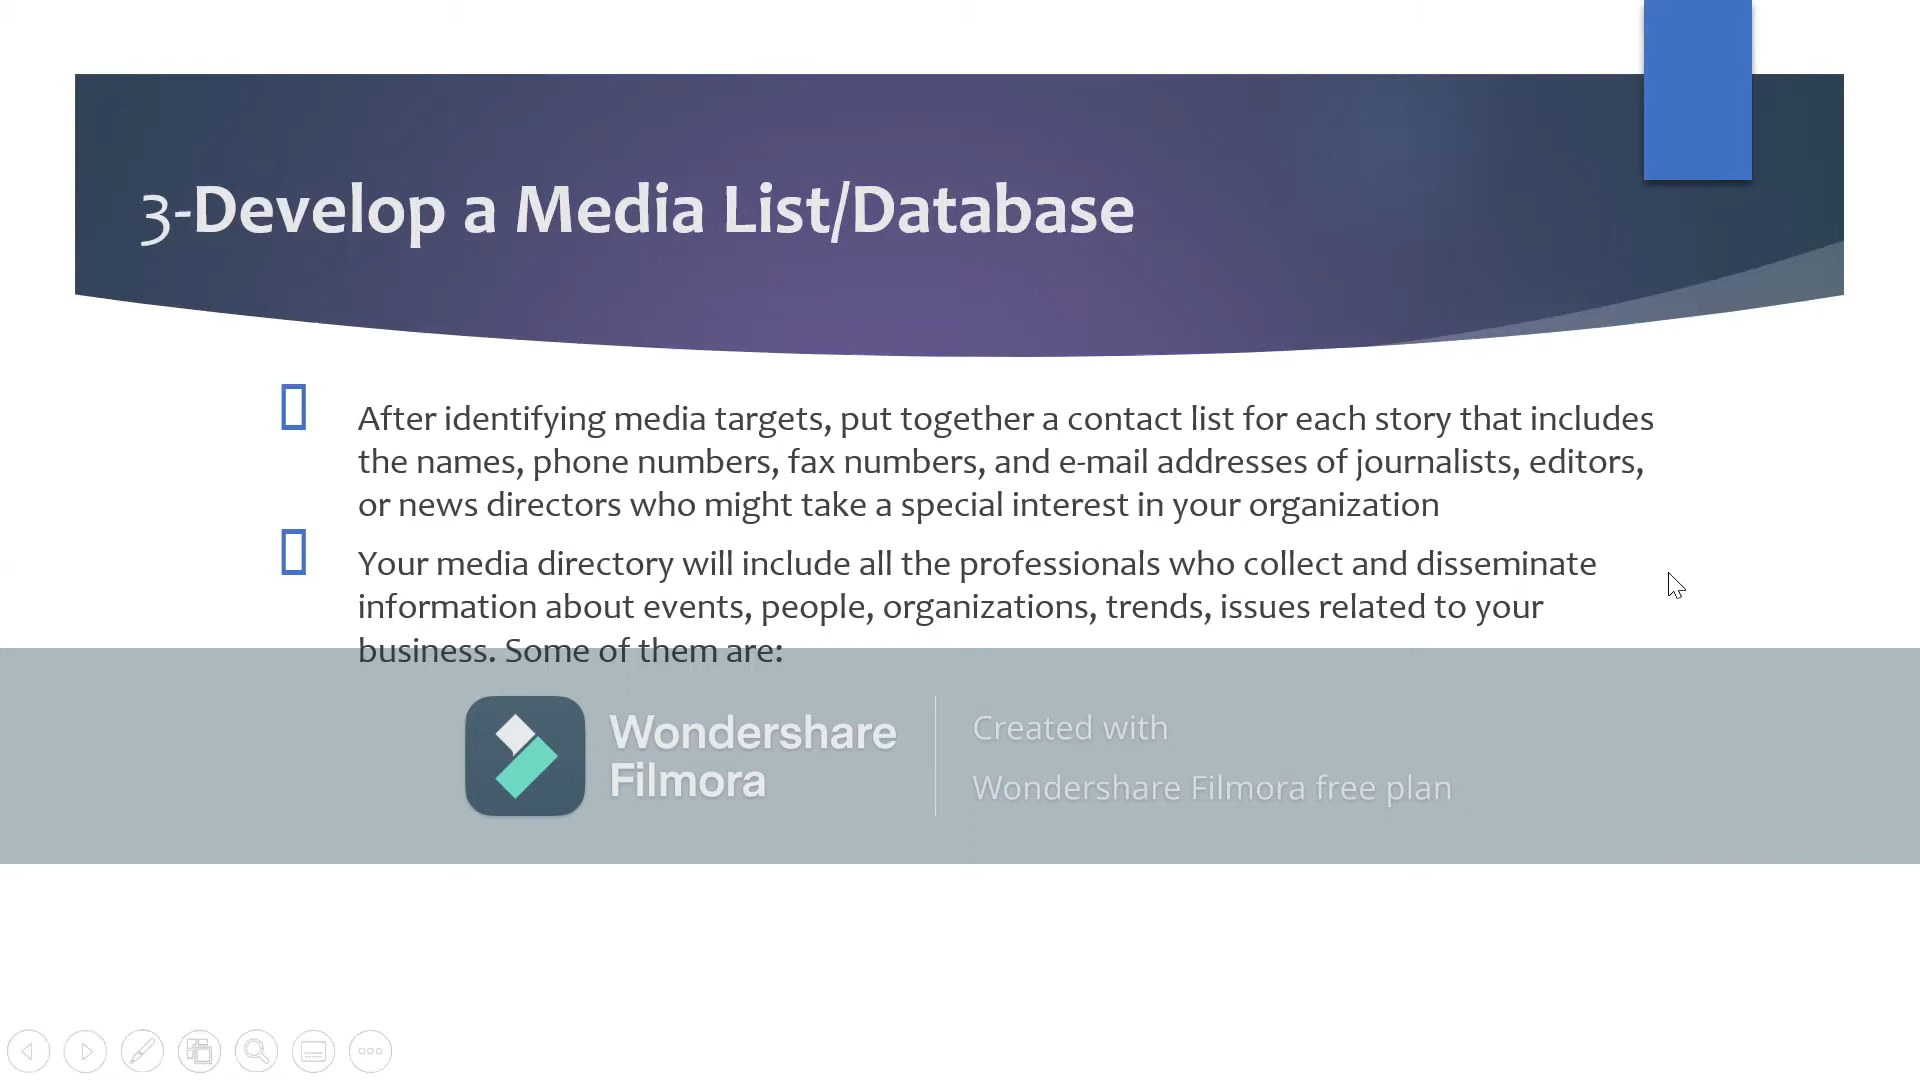 3-Develop a Media List/Database
After identifying media targets, put together a contact list for each story that includes
the names, phone numbers, fax numbers, and e-mail addresses of journalists, editors,
or news directors who might take a special interest in your organization
Your media directory will include all the professionals who collect and disseminate
information about events, people, organizations, trends, issues related to your
business. Some of them are:
Wondershare
Filmora
Created with
Wondershare Filmora free plan